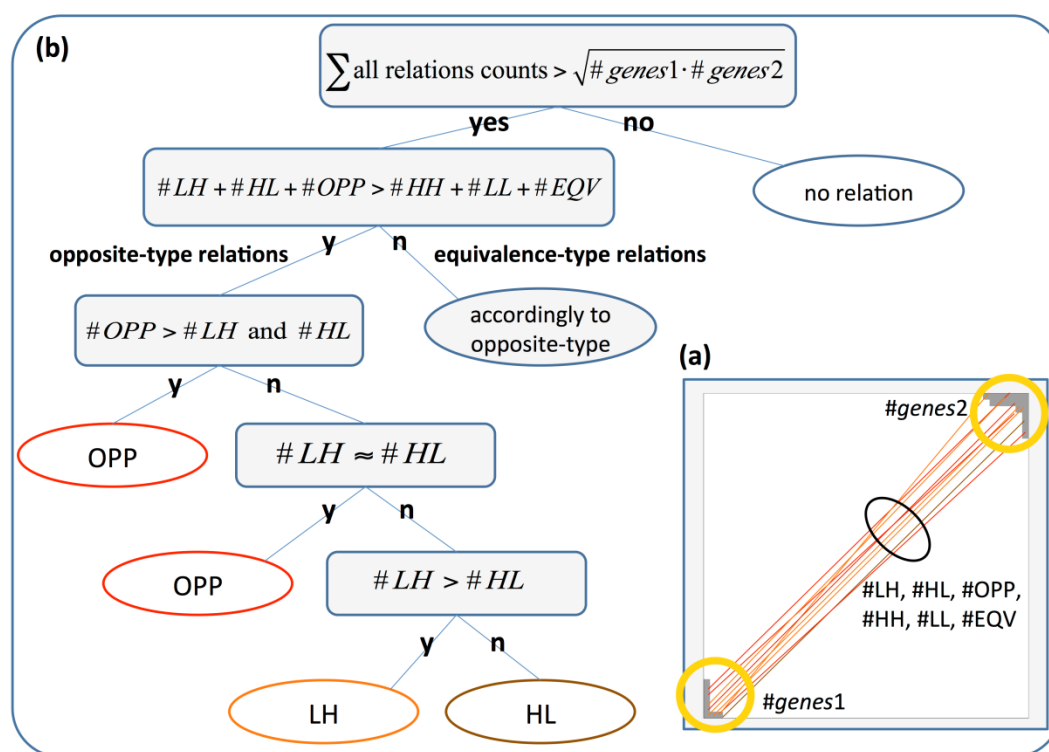 (b)
∑ all relations counts > √#genes1·#genes2
yes no
#LH + #HL + #OPP > #HH + #LL + #EQV
no relation
y n
opposite-type relations equivalence-type relations
#OPP > #LH and #HL
accordingly to
opposite-type
y n
OPP
#LH ≈ #HL
y n
OPP
#LH > #HL
y n
LH HL
(a)
#genes2
#LH, #HL, #OPP,
#HH, #LL, #EQV
#genes1